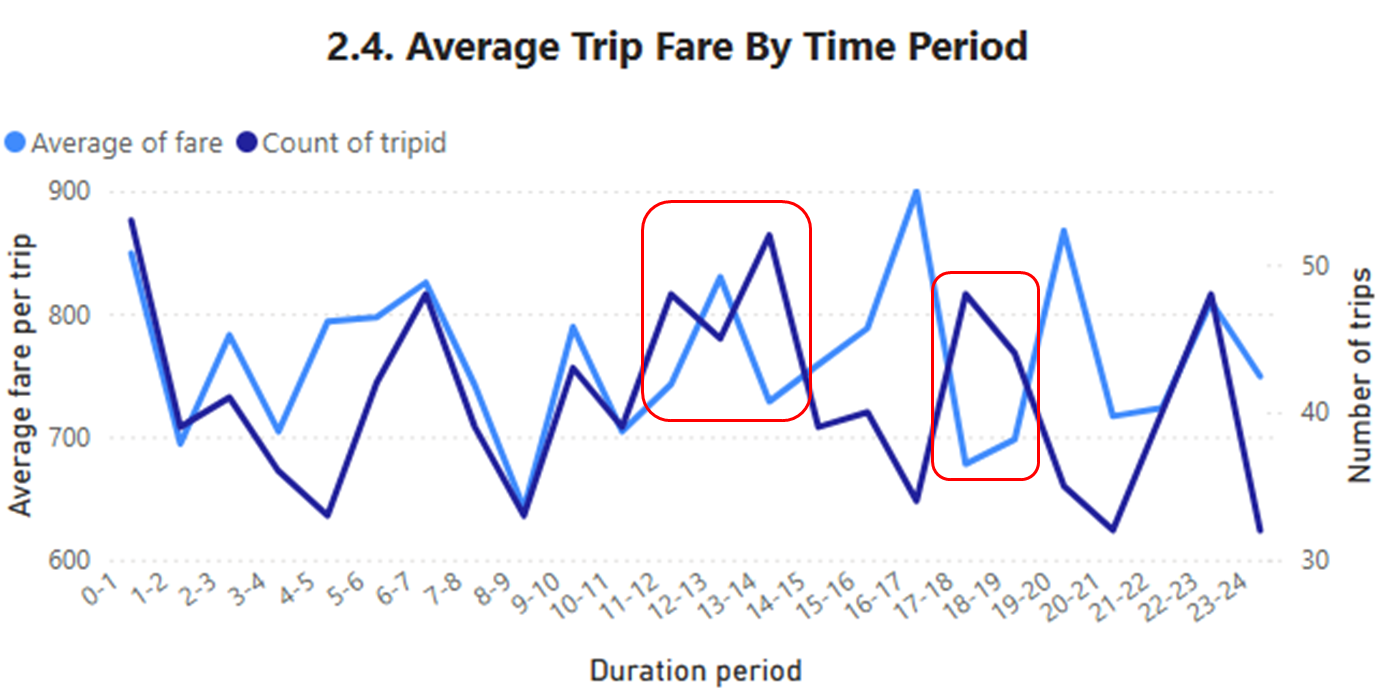 2.4. Average Trip Fare By Time Period
Average of fare Count of tripid
Average fare per trip
900
800
700
600
50
40
30
Number of trips
0-1 1-2 2-3 3-4 4-5 5-6 6-7 7-8 8-9 9-10 10-11 11-12 12-13 13-14 14-15 15-16 16-17 17-18 18-19 19-20 20-21 21-22 22-23 23-24
Duration period